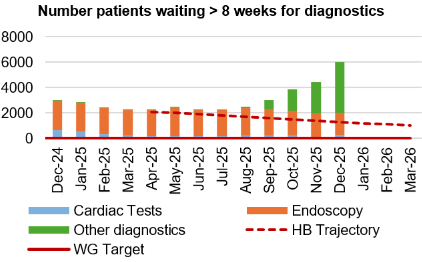 Number patients waiting > 8 weeks for diagnostics
8000
6000
4000
2000
0
Dec-24
Jan-25
Feb-25
Mar-25
Apr-25
May-25
Jun-25
Jul-25
Aug-25
Sep-25
Oct-25
Nov-25
Dec-25
Jan-26
Feb-26
Mar-26
Cardiac Tests
Endoscopy
Other diagnostics
HB Trajectory
WG Target